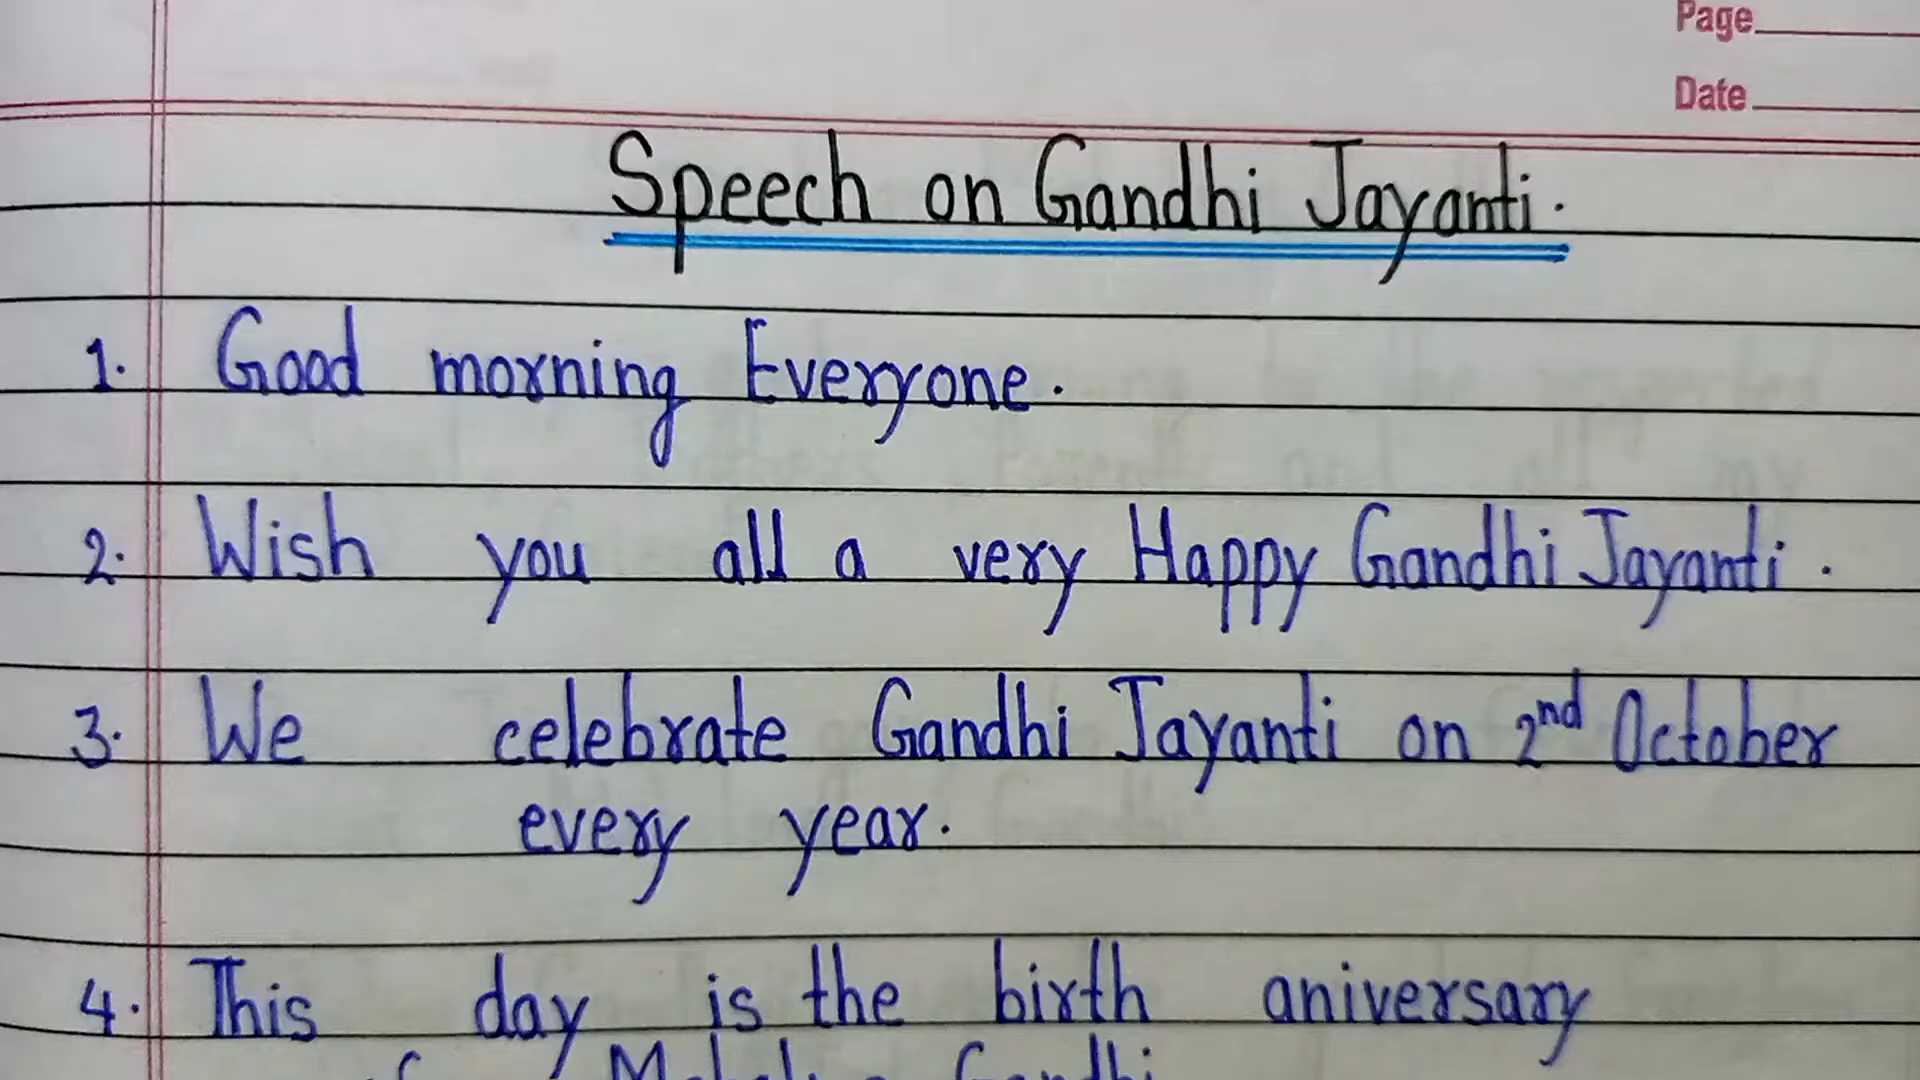 Page
Date
Speech on Gandhi Jayanti.
1. Good morning Everyone.
2. Wish you all a very Happy Gandhi Jayanti.
3. We celebrate Gandhi Jayanti on 2nd October
every year.
4. This day is the birth aniversary
Gandhi